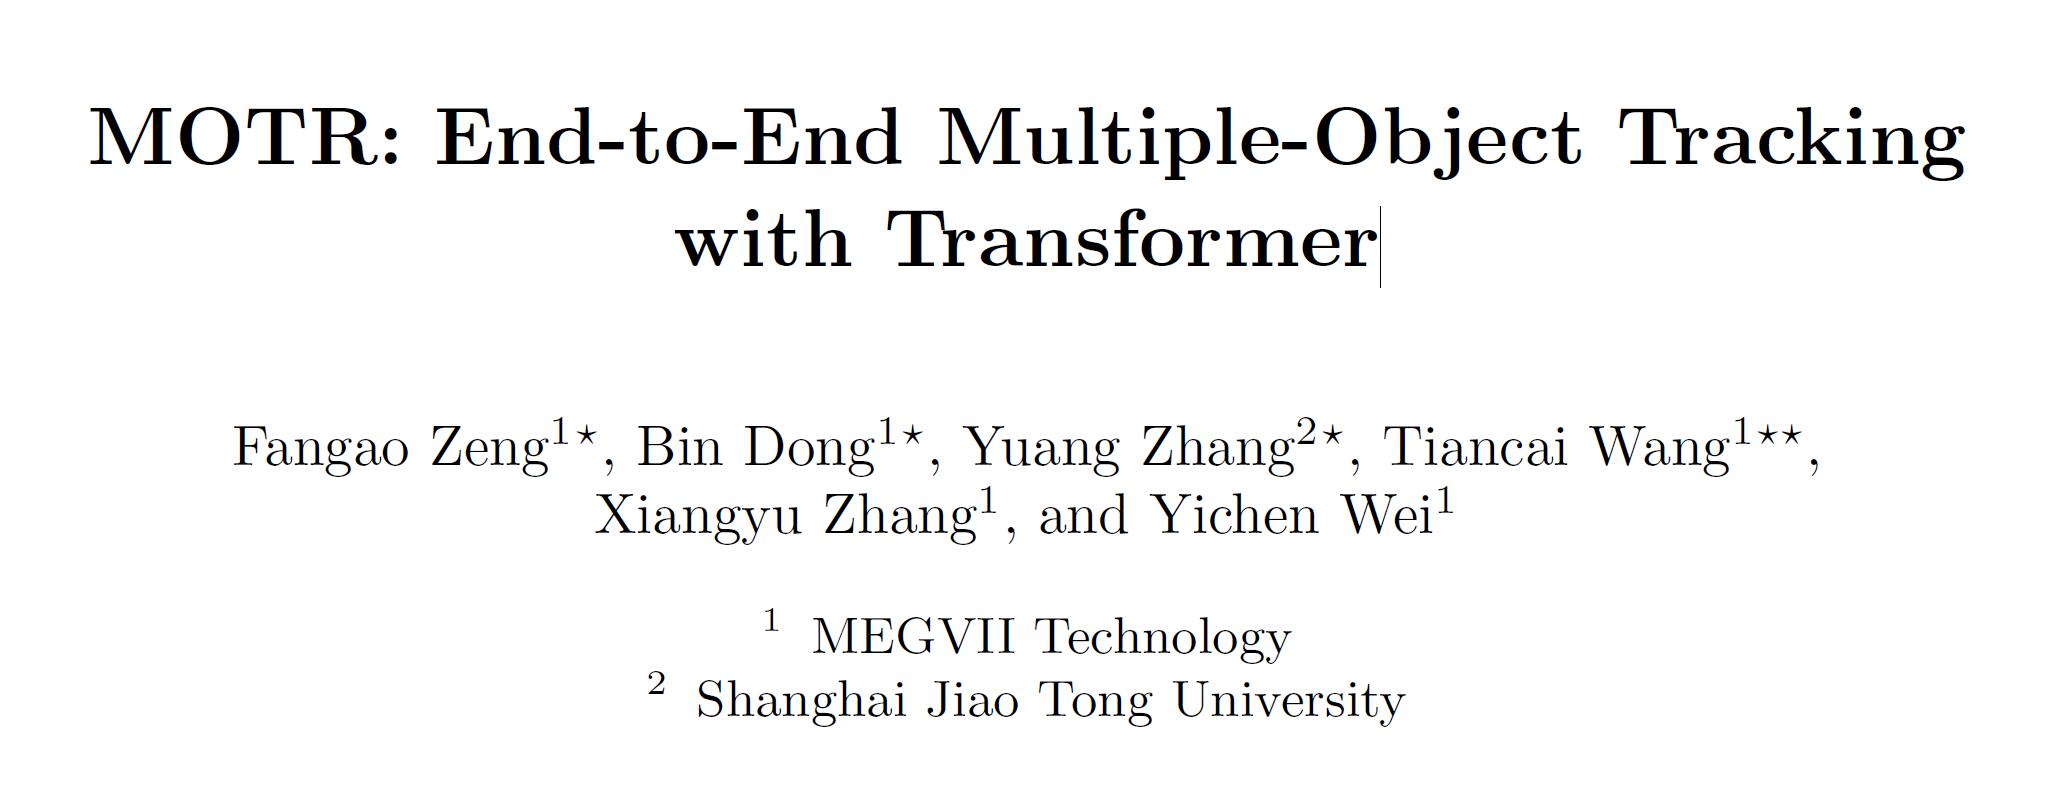 MOTR: End-to-End Multiple-Object Tracking
with Transformer
Fangao Zeng¹⋆, Bin Dong¹⋆, Yuang Zhang²⋆, Tiancai Wang¹⋆⋆,
Xiangyu Zhang¹, and Yichen Wei¹
¹ MEGVII Technology
² Shanghai Jiao Tong University